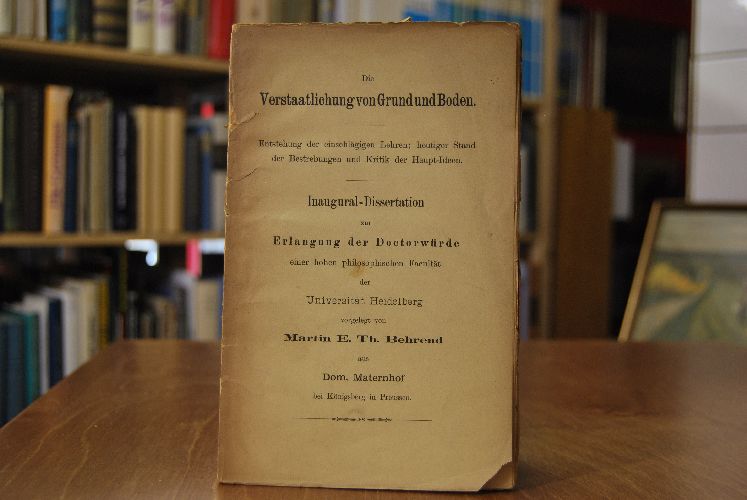 Die
Verstaatlichung von Grund und Boden.
Entstehung der einschlägigen Lehren; heutiger Stand
der Bestrebungen und Kritik der Haupt-Ideen.
Inaugural-Dissertation
zur
Erlangung der Doctorwürde
einer hohen philosophischen Facultät
der
Universität Heidelberg
vorgelegt von
Martin E. Th. Behrend
aus
Dom. Maternhof
bei Königsberg in Preussen.